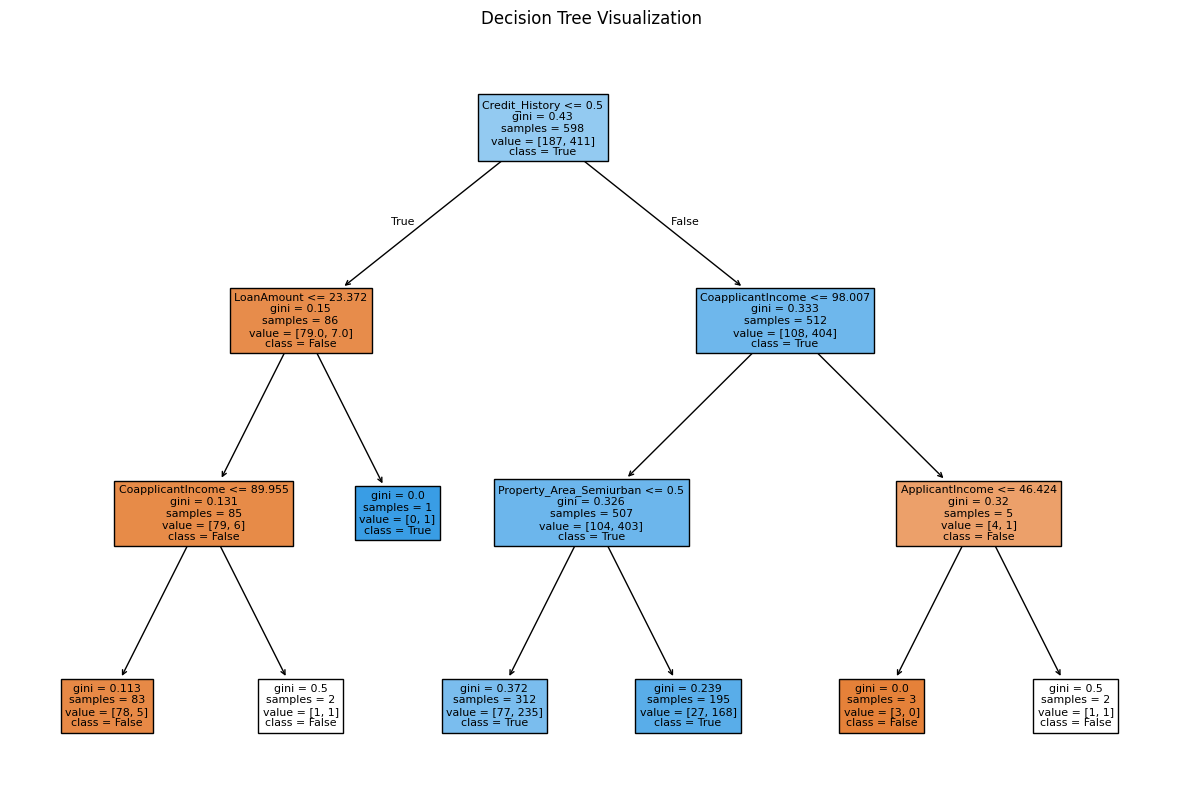 Decision Tree Visualization
Credit_History <= 0.5
gini = 0.43
samples = 598
value = [187, 411]
class = True
True
False
LoanAmount <= 23.372
gini = 0.15
samples = 86
value = [79.0, 7.0]
class = False
CoapplicantIncome <= 98.007
gini = 0.333
samples = 512
value = [108, 404]
class = True
CoapplicantIncome <= 89.955
gini = 0.131
samples = 85
value = [79, 6]
class = False
gini = 0.0
samples = 1
value = [0, 1]
class = True
Property_Area_Semiurban <= 0.5
gini = 0.326
samples = 507
value = [104, 403]
class = True
ApplicantIncome <= 46.424
gini = 0.32
samples = 5
value = [4, 1]
class = False
gini = 0.113
samples = 83
value = [78, 5]
class = False
gini = 0.5
samples = 2
value = [1, 1]
class = False
gini = 0.372
samples = 312
value = [77, 235]
class = True
gini = 0.239
samples = 195
value = [27, 168]
class = True
gini = 0.0
samples = 3
value = [3, 0]
class = False
gini = 0.5
samples = 2
value = [1, 1]
class = False